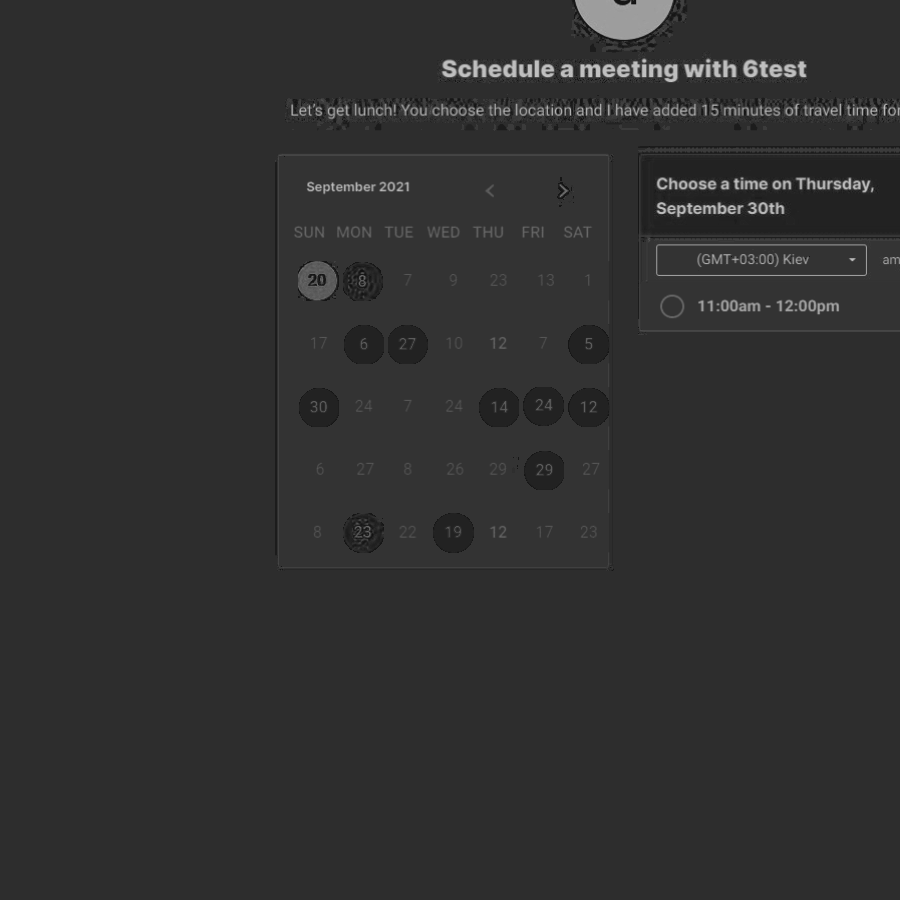 Schedule a meeting with 6test
Let's get lunch! You choose the location and I have added 15 minutes of travel time for
September 2021
SUN MON TUE WED THU FRI SAT
20 8 7 9 23 13 1
17 6 27 10 12 7 5
30 24 7 24 14 24 12
6 27 8 26 29 29 27
8 23 22 19 12 17 23
Choose a time on Thursday,
September 30th
(GMT+03:00) Kiev am
11:00am - 12:00pm